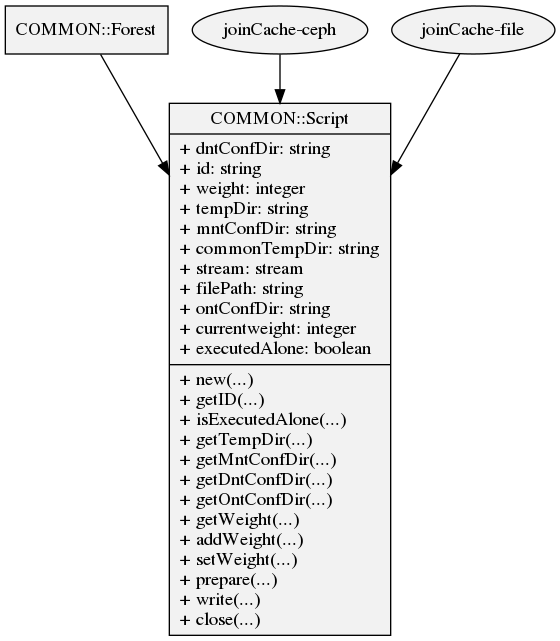 COMMON::Forest
joinCache-ceph
joinCache-file
COMMON::Script
+ dntConfDir: string
+ id: string
+ weight: integer
+ tempDir: string
+ mntConfDir: string
+ commonTempDir: string
+ stream: stream
+ filePath: string
+ ontConfDir: string
+ currentweight: integer
+ executedAlone: boolean
+ new(...)
+ getID(...)
+ isExecutedAlone(...)
+ getTempDir(...)
+ getMntConfDir(...)
+ getDntConfDir(...)
+ getOntConfDir(...)
+ getWeight(...)
+ addWeight(...)
+ setWeight(...)
+ prepare(...)
+ write(...)
+ close(...)